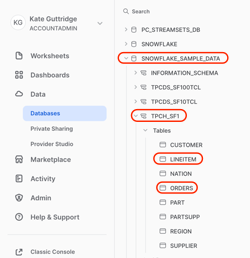 KG
Kate Guttridge
ACCOUNTADMIN
Worksheets
Dashboards
Data
Databases
Private Sharing
Provider Studio
Marketplace
Activity
Admin
Help & Support
Classic Console
Search
PC_STREAMSETS_DB
SNOWFLAKE
SNOWFLAKE_SAMPLE_DATA
INFORMATION_SCHEMA
TPCDS_SF100TCL
TPCDS_SF10TCL
TPCH_SF1
Tables
CUSTOMER
LINEITEM
NATION
ORDERS
PART
PARTSUPP
REGION
SUPPLIER